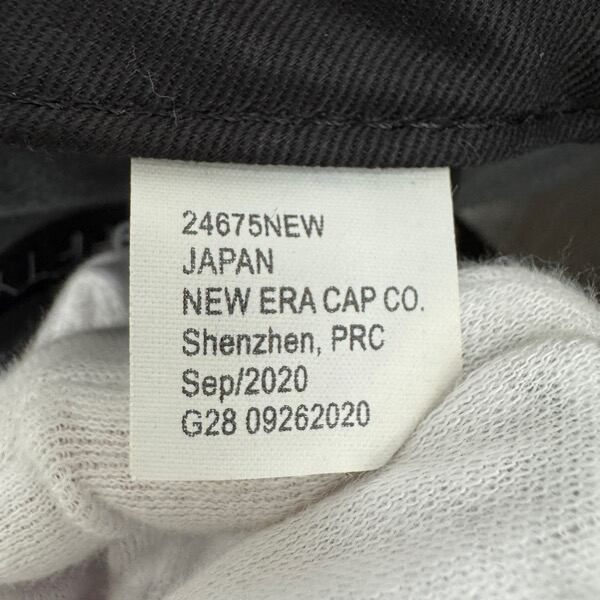 24675NEW
JAPAN
NEW ERA CAP CO.
Shenzhen, PRC
Sep/2020
G28 09262020